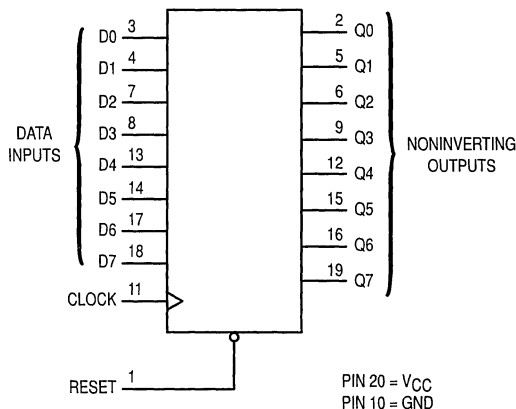 DATA
INPUTS
D0 3
D1 4
D2 7
D3 8
D4 13
D5 14
D6 17
D7 18
CLOCK 11
RESET 1
2 Q0
5 Q1
6 Q2
9 Q3
12 Q4
15 Q5
16 Q6
19 Q7
NONINVERTING
OUTPUTS
PIN 20 = VCC
PIN 10 = GND